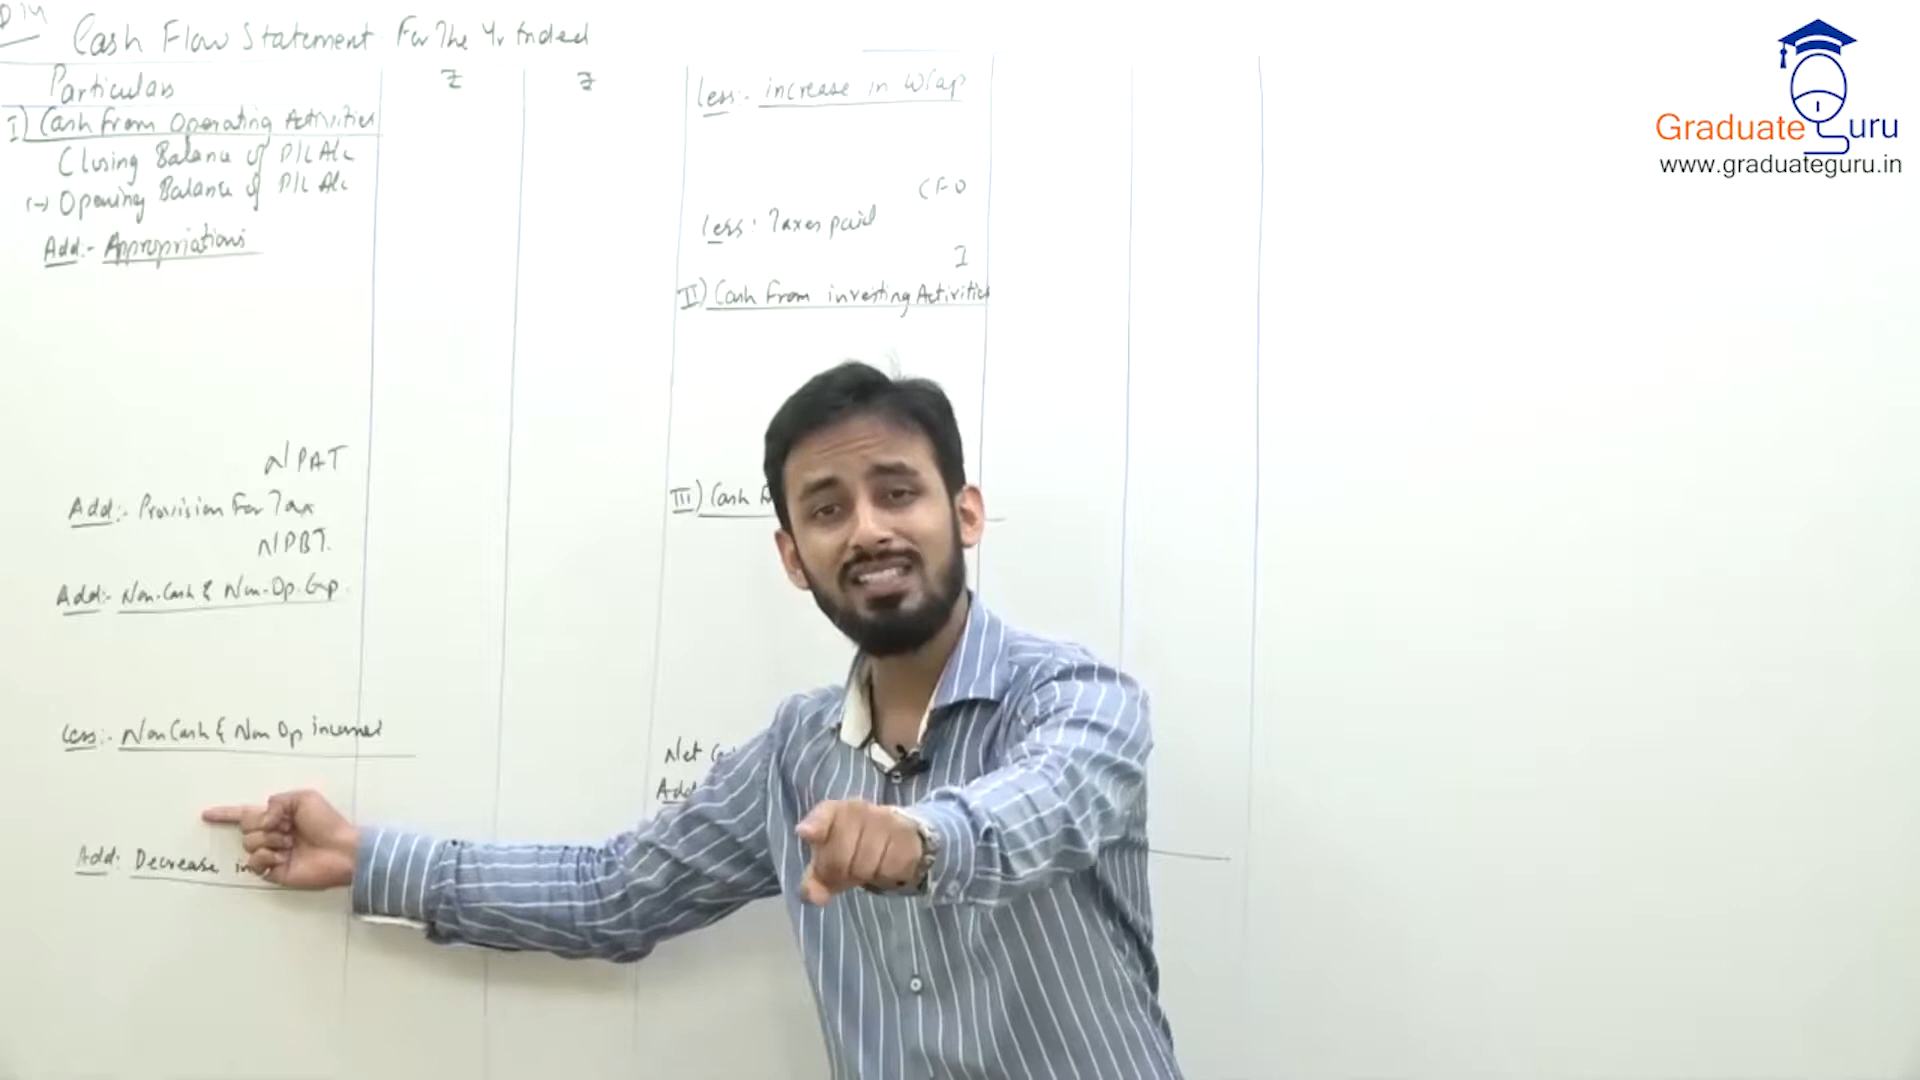 Cash Flow Statement For The Yr Ended
Particulars ₹ ₹
I) Cash from Operating Activities
Closing Balance of P/L A/c
(-) Opening Balance of P/L A/c
Add:- Appropriations
NPAT
Add:- Provision For Tax
NPBT.
Add:- Non-Cash & Non-Op. Exp.
Less:- Non Cash & Non Op incomes
Add: Decrease in
Less:- increase in WCap
CFO
Less: Taxes paid
I
II) Cash From investing Activities
III) Cash
Net
Add
GraduateGuru
www.graduateguru.in